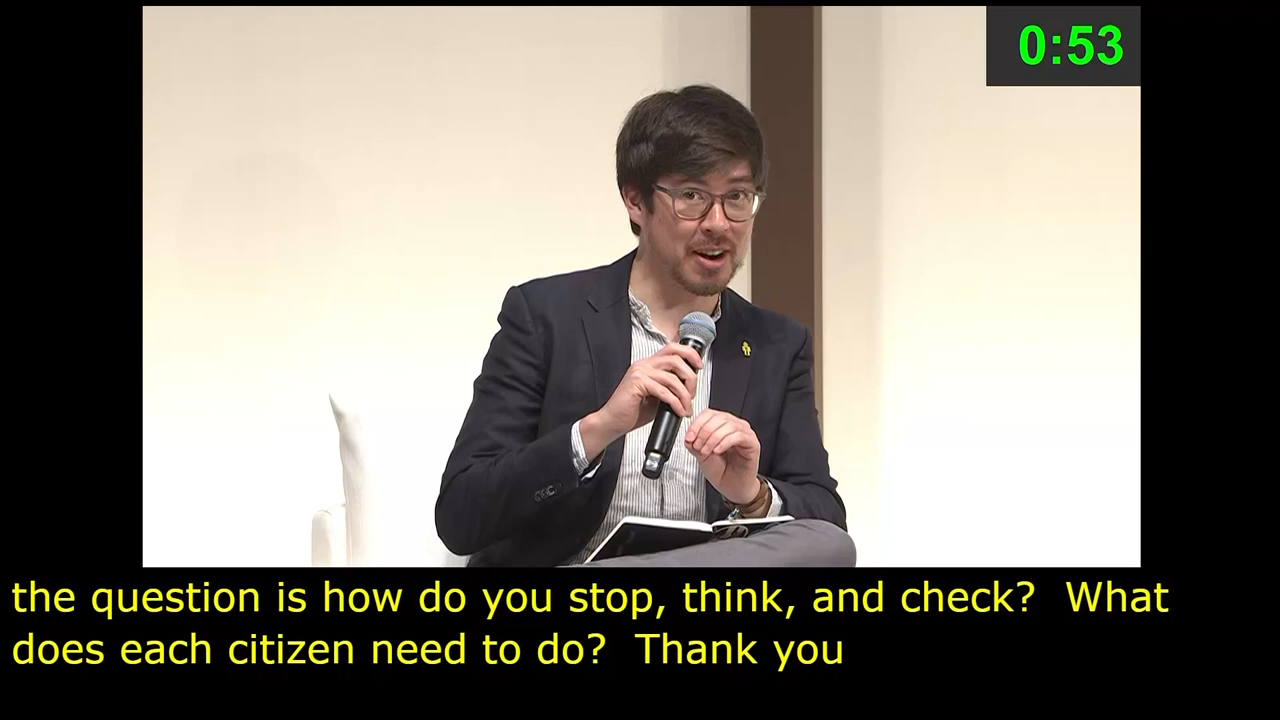 0:53
the question is how do you stop, think, and check?  What
does each citizen need to do?  Thank you